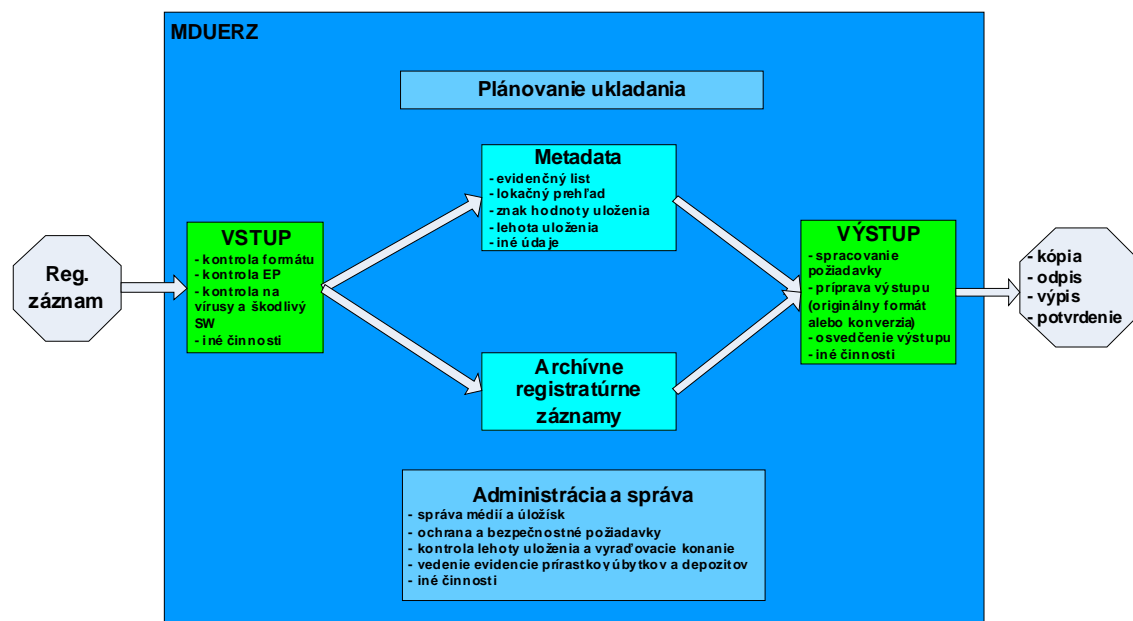 MDUERZ
Plánovanie ukladania
Reg.
záznam
VSTUP
- kontrola formátu
- kontrola EP
- kontrola na
vírusy a škodlivý
SW
- iné činnosti
Metadata
- evidenčný list
- lokačný prehľad
- znak hodnoty uloženia
- lehota uloženia
- iné údaje
Archívne
registratúrne
záznamy
VÝSTUP
- spracovanie
požiadavky
- príprava výstupu
(originálny formát
alebo konverzia)
- osvedčenie výstupu
- iné činnosti
- kópia
- odpis
- výpis
- potvrdenie
Administrácia a správa
- správa médií a úložísk
- ochrana a bezpečnostné požiadavky
- kontrola lehoty uloženia a vyraďovacie konanie
- vedenie evidencie prírastkov, úbytkov a depozitov
- iné činnosti